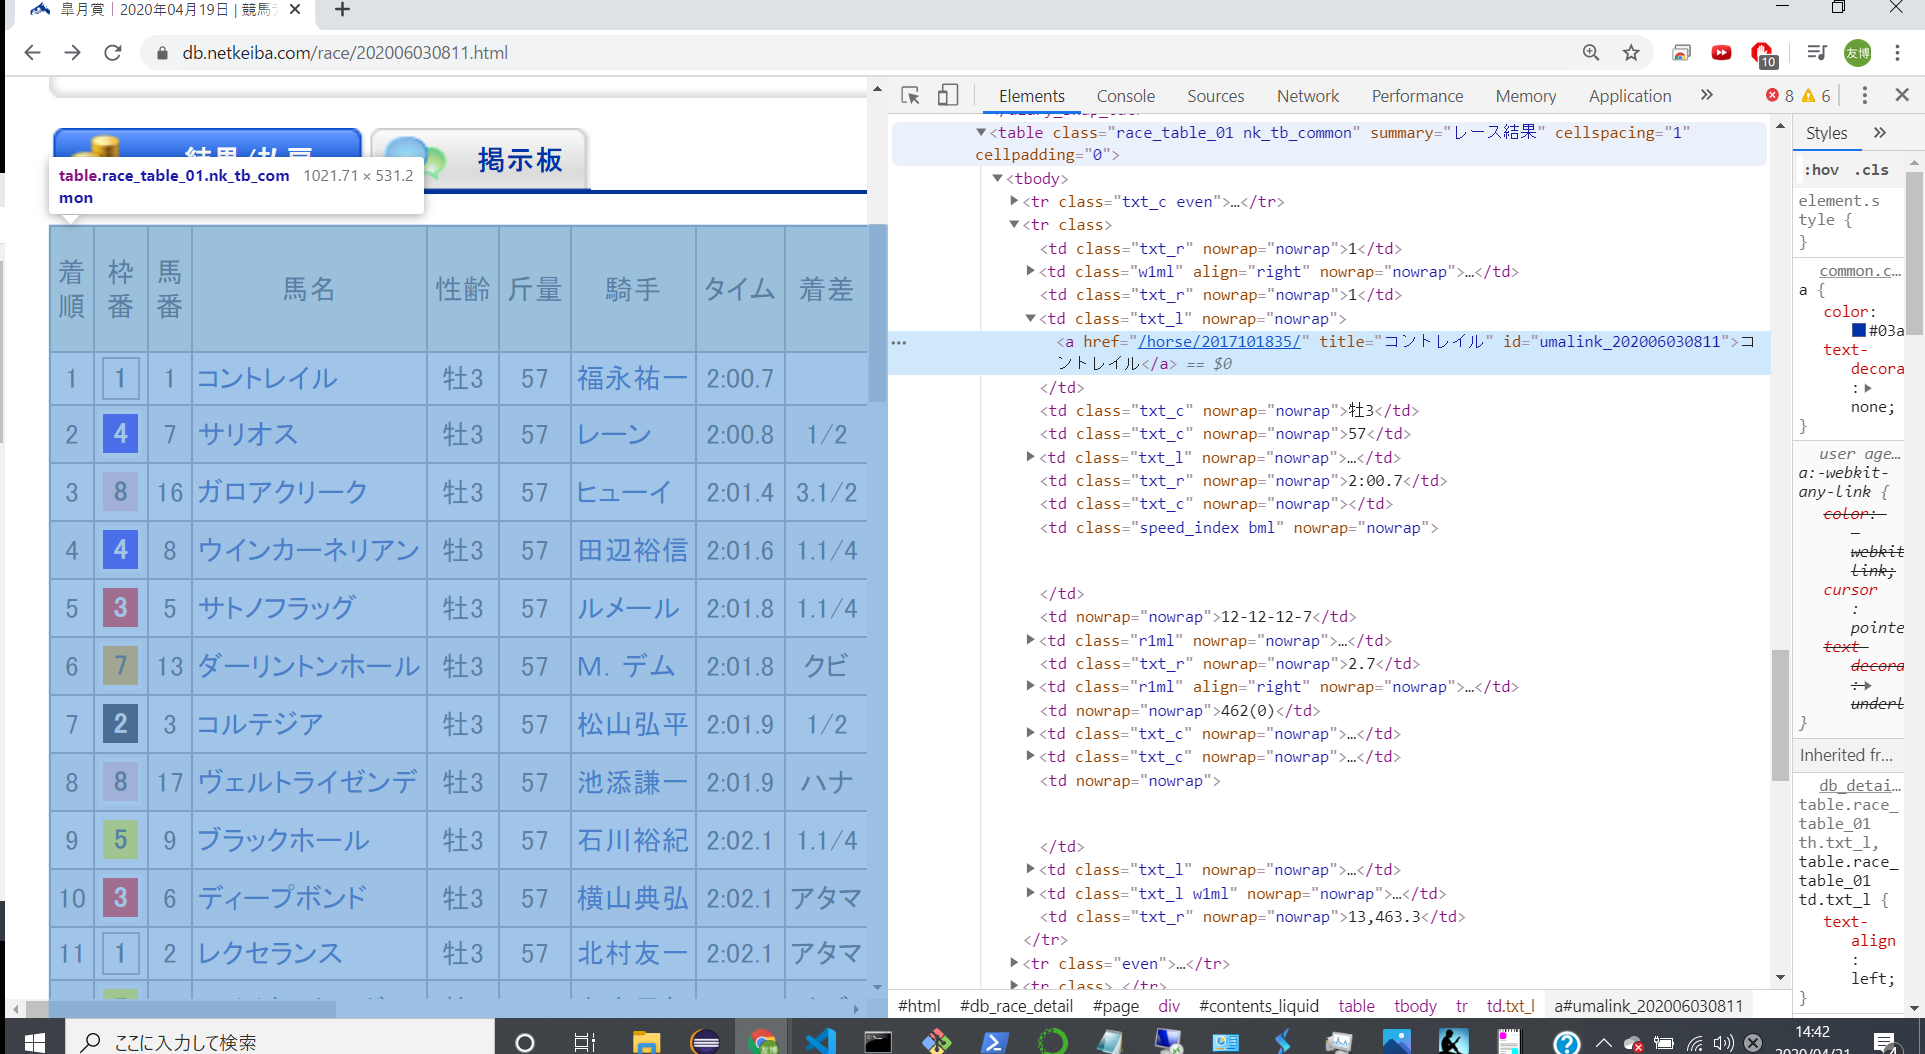 皐月賞｜2020年04月19日 | 競馬デ
db.netkeiba.com/race/202006030811.html
10
友博
掲示板
table.race_table_01.nk_tb_com
mon
1021.71 × 531.2
着順 枠番 馬番 馬名 性齢 斤量 騎手 タイム 着差
1 1 1 コントレイル 牡3 57 福永祐一 2:00.7
2 4 7 サリオス 牡3 57 レーン 2:00.8 1/2
3 8 16 ガロアクリーク 牡3 57 ヒューイ 2:01.4 3.1/2
4 4 8 ウインカーネリアン 牡3 57 田辺裕信 2:01.6 1.1/4
5 3 5 サトノフラッグ 牡3 57 ルメール 2:01.8 1.1/4
6 7 13 ダーリントンホール 牡3 57 M．デム 2:01.8 クビ
7 2 3 コルテジア 牡3 57 松山弘平 2:01.9 1/2
8 8 17 ヴェルトライゼンデ 牡3 57 池添謙一 2:01.9 ハナ
9 5 9 ブラックホール 牡3 57 石川裕紀 2:02.1 1.1/4
10 3 6 ディープボンド 牡3 57 横山典弘 2:02.1 アタマ
11 1 2 レクセランス 牡3 57 北村友一 2:02.1 アタマ
Elements Console Sources Network Performance Memory Application » 8 6
<table class="race_table_01 nk_tb_common" summary="レース結果" cellspacing="1"
cellpadding="0">
<tbody>
<tr class="txt_c even">…</tr>
<tr class>
<td class="txt_r" nowrap="nowrap">1</td>
<td class="w1ml" align="right" nowrap="nowrap">…</td>
<td class="txt_r" nowrap="nowrap">1</td>
<td class="txt_l" nowrap="nowrap">
<a href="/horse/2017101835/" title="コントレイル" id="umalink_202006030811">コ
ントレイル</a> == $0
</td>
<td class="txt_c" nowrap="nowrap">牡3</td>
<td class="txt_c" nowrap="nowrap">57</td>
<td class="txt_l" nowrap="nowrap">…</td>
<td class="txt_r" nowrap="nowrap">2:00.7</td>
<td class="txt_c" nowrap="nowrap"></td>
<td class="speed_index bml" nowrap="nowrap">
</td>
<td nowrap="nowrap">12-12-12-7</td>
<td class="r1ml" nowrap="nowrap">…</td>
<td class="txt_r" nowrap="nowrap">2.7</td>
<td class="r1ml" align="right" nowrap="nowrap">…</td>
<td nowrap="nowrap">462(0)</td>
<td class="txt_c" nowrap="nowrap">…</td>
<td class="txt_c" nowrap="nowrap">…</td>
<td nowrap="nowrap">
</td>
<td class="txt_l" nowrap="nowrap">…</td>
<td class="txt_l w1ml" nowrap="nowrap">…</td>
<td class="txt_r" nowrap="nowrap">13,463.3</td>
</tr>
<tr class="even">…</tr>
#html #db_race_detail #page div #contents_liquid table tbody tr td.txt_l a#umalink_202006030811
Styles »
:hov .cls
element.s
tyle {
}
common.c…
a {
color:
#03a
text-
decora
:
none;
}
user age…
a:-webkit-
any-link {
color:
webkit
link;
cursor
:
pointe
text-
decora
:
underl
}
Inherited fr…
db_detai…
table.race_
table_01
th.txt_l,
table.race_
table_01
td.txt_l {
text-
align
:
left;
}
ここに入力して検索
14:42
4